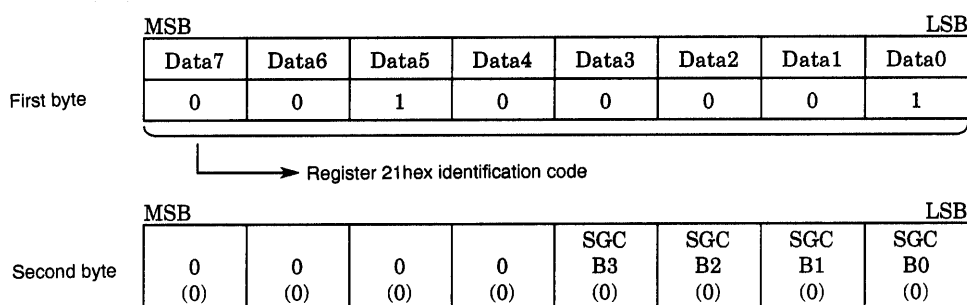 MSB LSB
Data7 Data6 Data5 Data4 Data3 Data2 Data1 Data0
First byte 0 0 1 0 0 0 0 1
Register 21hex identification code
MSB LSB
SGC SGC SGC SGC
Second byte 0 0 0 0 B3 B2 B1 B0
(0) (0) (0) (0) (0) (0) (0) (0)